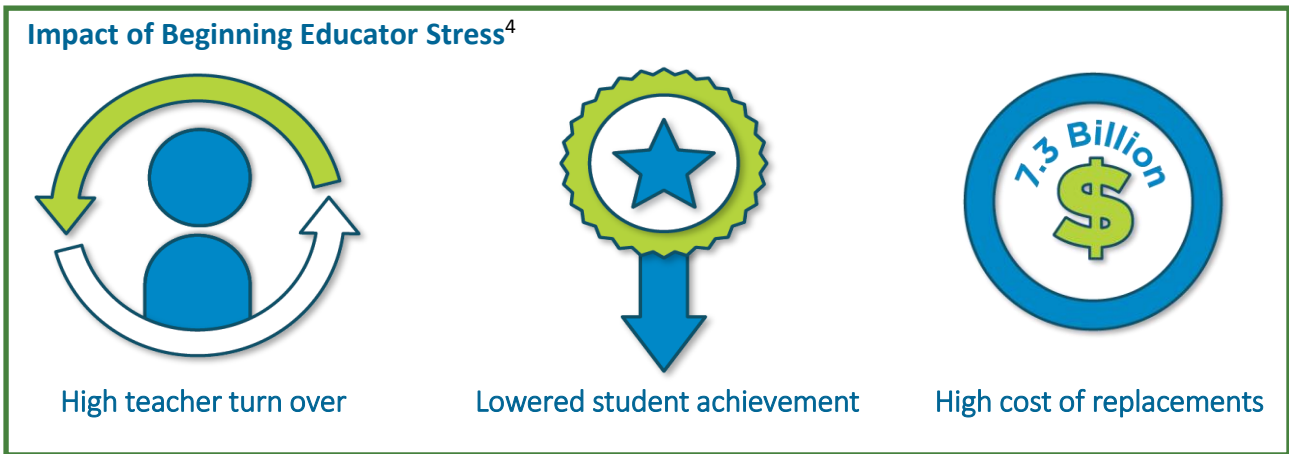 Impact of Beginning Educator Stress4
7.3 Billion
$
High teacher turn over
Lowered student achievement
High cost of replacements